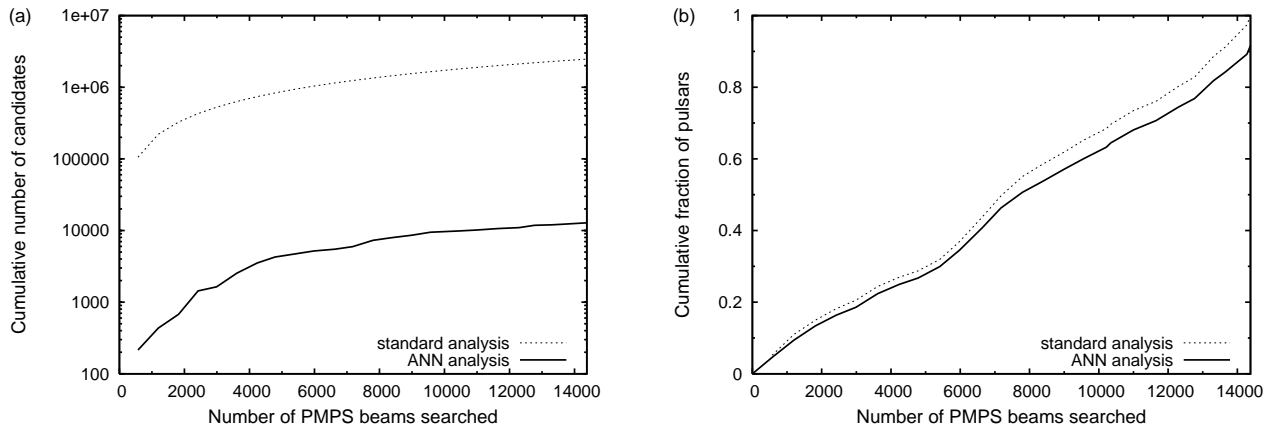 (a)
Cumulative number of candidates
1e+07
1e+06
100000
10000
1000
100
0 2000 4000 6000 8000 10000 12000 14000
Number of PMPS beams searched
standard analysis
ANN analysis
(b)
Cumulative fraction of pulsars
1
0.8
0.6
0.4
0.2
0
0 2000 4000 6000 8000 10000 12000 14000
Number of PMPS beams searched
standard analysis
ANN analysis